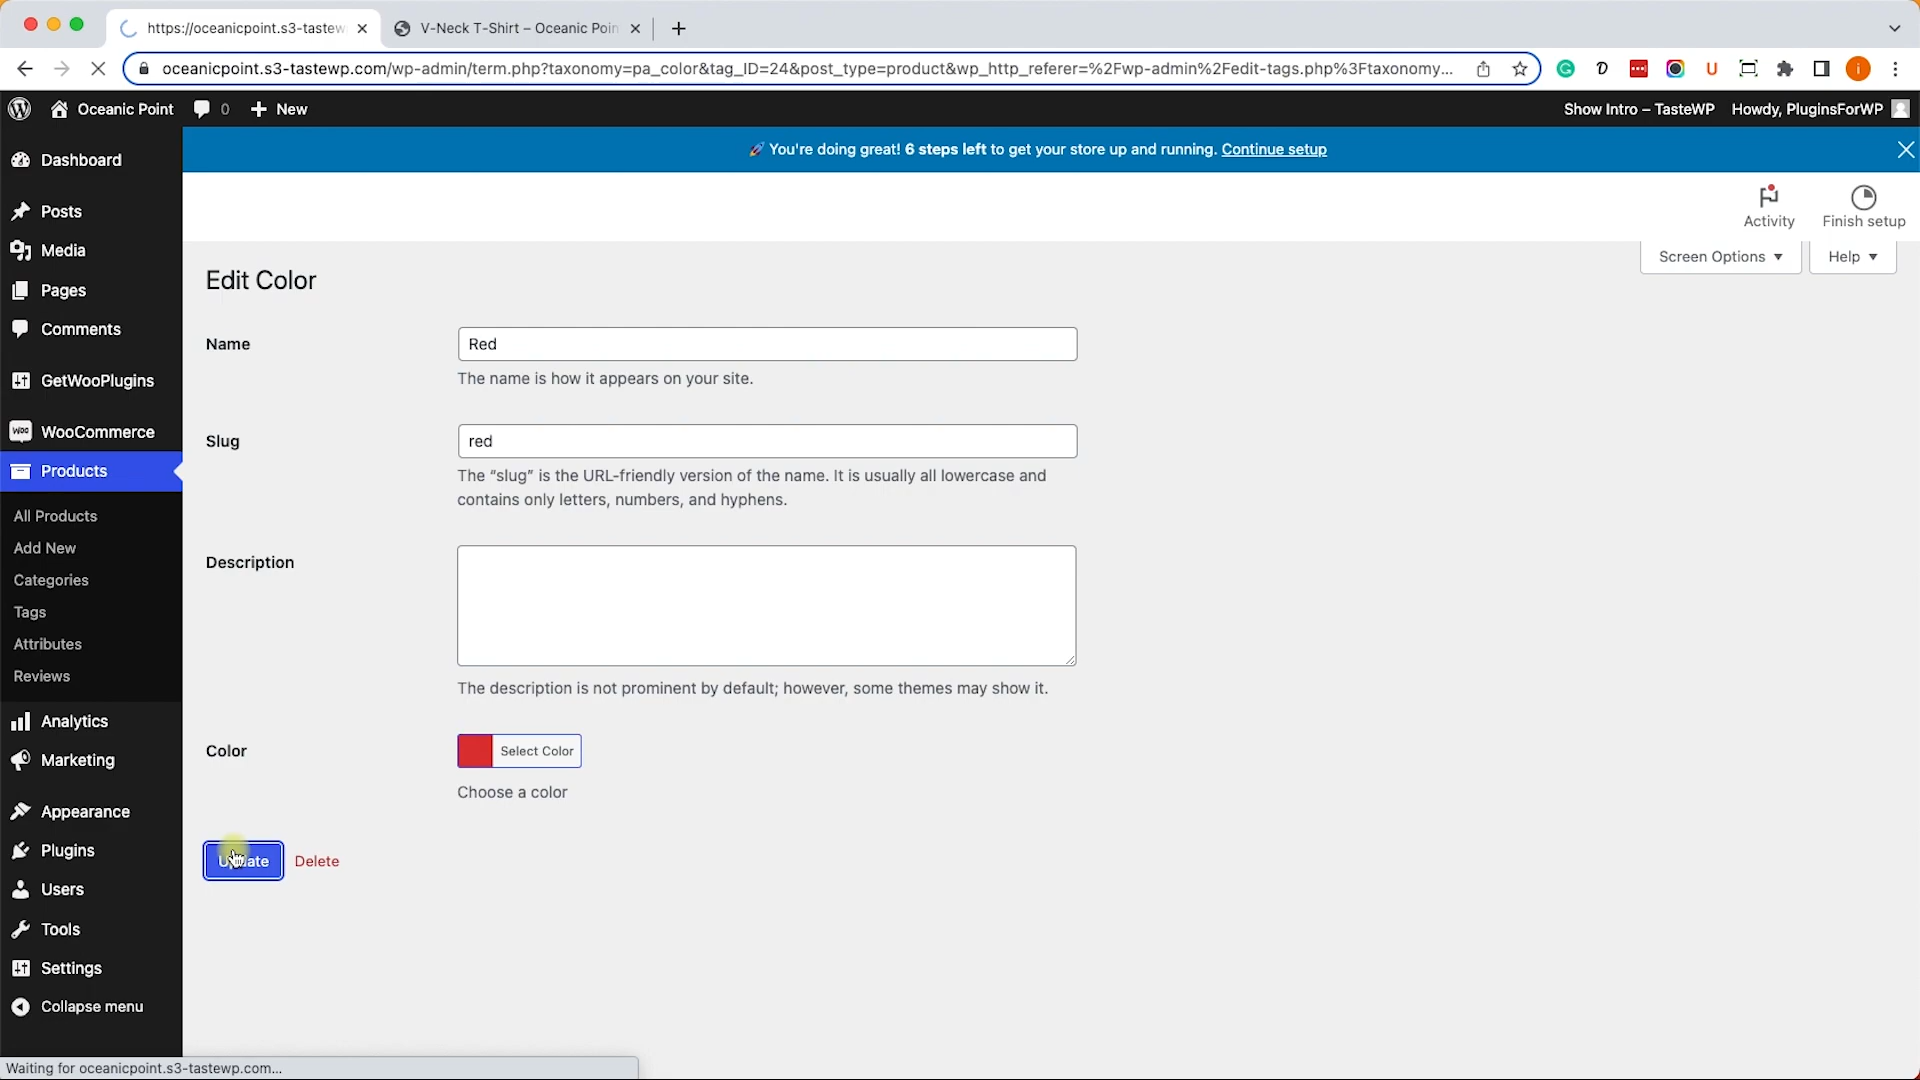 https://oceanicpoint.s3-tastew
V-Neck T-Shirt – Oceanic Poin
oceanicpoint.s3-tastewp.com/wp-admin/term.php?taxonomy=pa_color&tag_ID=24&post_type=product&wp_http_referer=%2Fwp-admin%2Fedit-tags.php%3Ftaxonomy...
Oceanic Point
0
New
Show Intro – TasteWP
Howdy, PluginsForWP
🚀 You're doing great! 6 steps left to get your store up and running. Continue setup
Activity
Finish setup
Screen Options ▼
Help ▼
Dashboard
Posts
Media
Pages
Comments
GetWooPlugins
WooCommerce
Products
All Products
Add New
Categories
Tags
Attributes
Reviews
Analytics
Marketing
Appearance
Plugins
Users
Tools
Settings
Collapse menu
Edit Color
Name
Red
The name is how it appears on your site.
Slug
red
The “slug” is the URL-friendly version of the name. It is usually all lowercase and
contains only letters, numbers, and hyphens.
Description
The description is not prominent by default; however, some themes may show it.
Color
Select Color
Choose a color
Update
Delete
Waiting for oceanicpoint.s3-tastewp.com...